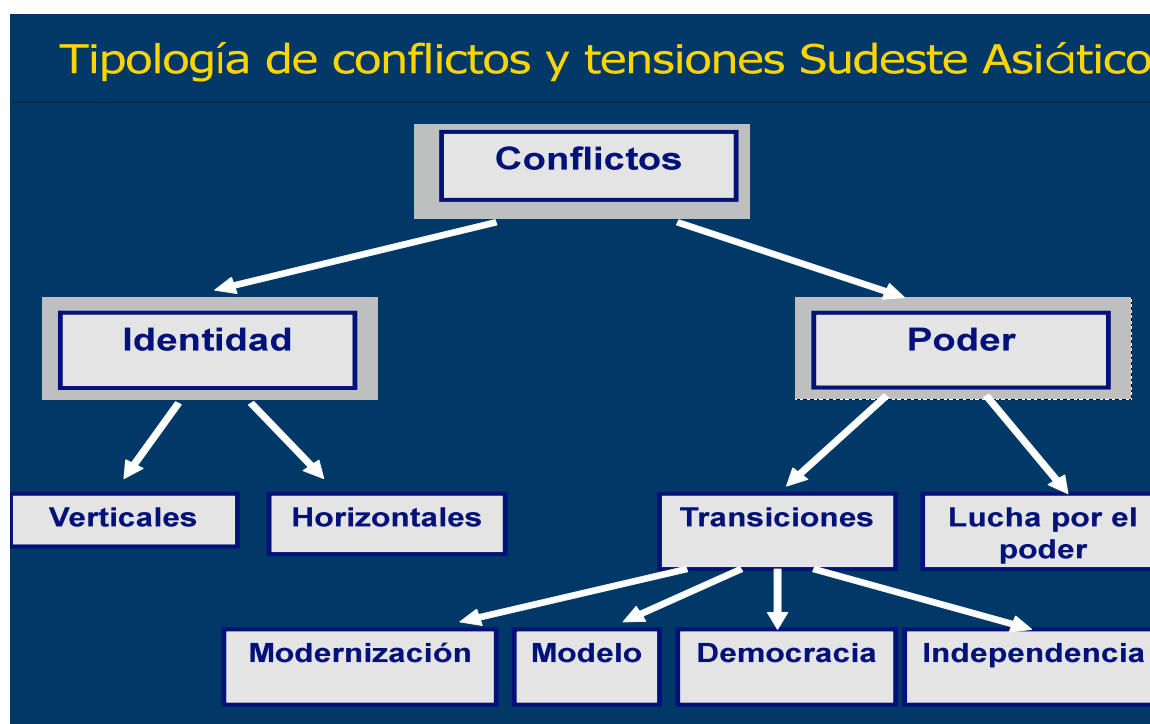 Tipología de conflictos y tensiones Sudeste Asiático
Conflictos
Identidad
Poder
Verticales
Horizontales
Transiciones
Lucha por el
poder
Modernización
Modelo
Democracia
Independencia